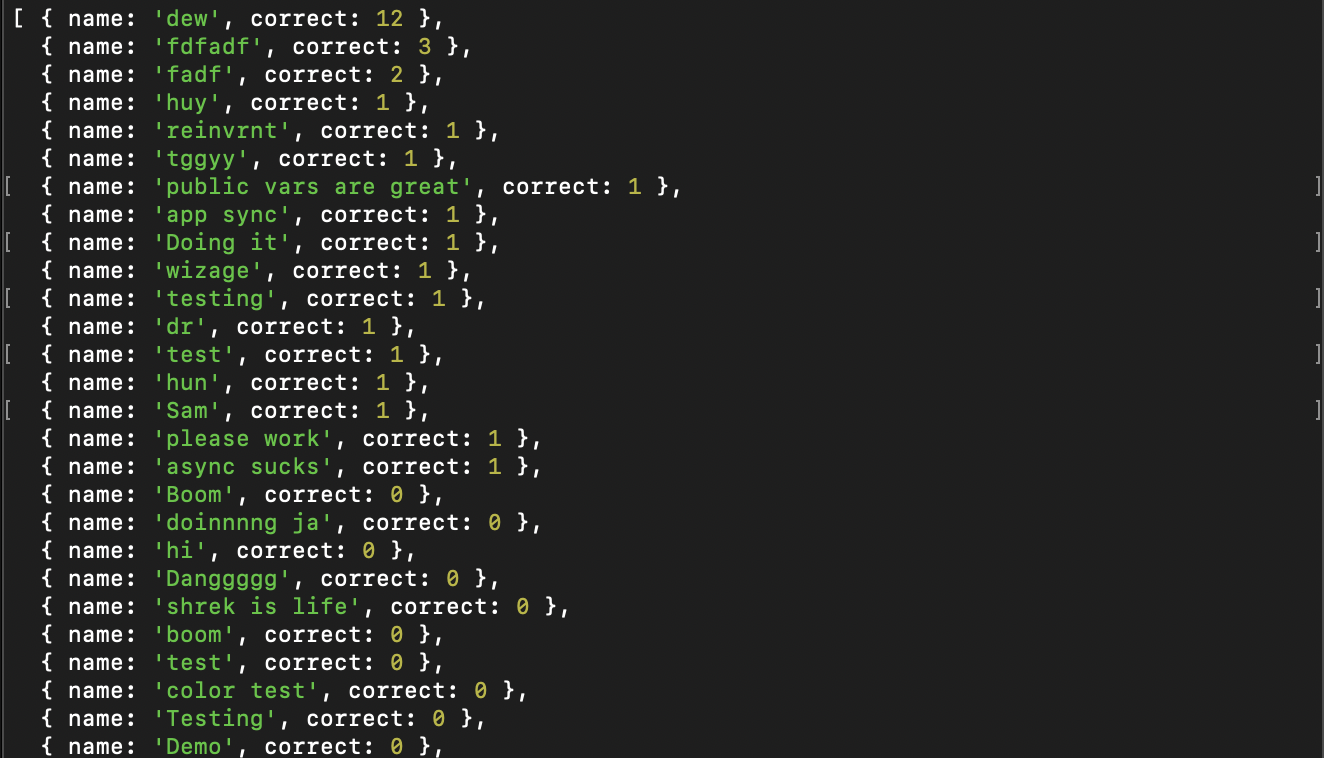 [ { name: 'dew', correct: 12 },
{ name: 'fdfadf', correct: 3 },
{ name: 'fadf', correct: 2 },
{ name: 'huy', correct: 1 },
{ name: 'reinvrnt', correct: 1 },
{ name: 'tggyy', correct: 1 },
[ { name: 'public vars are great', correct: 1 }, ]
{ name: 'app sync', correct: 1 },
[ { name: 'Doing it', correct: 1 }, ]
{ name: 'wizage', correct: 1 },
[ { name: 'testing', correct: 1 }, ]
{ name: 'dr', correct: 1 },
[ { name: 'test', correct: 1 }, ]
{ name: 'hun', correct: 1 },
[ { name: 'Sam', correct: 1 }, ]
{ name: 'please work', correct: 1 },
{ name: 'async sucks', correct: 1 },
{ name: 'Boom', correct: 0 },
{ name: 'doinnnng ja', correct: 0 },
{ name: 'hi', correct: 0 },
{ name: 'Danggggg', correct: 0 },
{ name: 'shrek is life', correct: 0 },
{ name: 'boom', correct: 0 },
{ name: 'test', correct: 0 },
{ name: 'color test', correct: 0 },
{ name: 'Testing', correct: 0 },
{ name: 'Demo', correct: 0 },